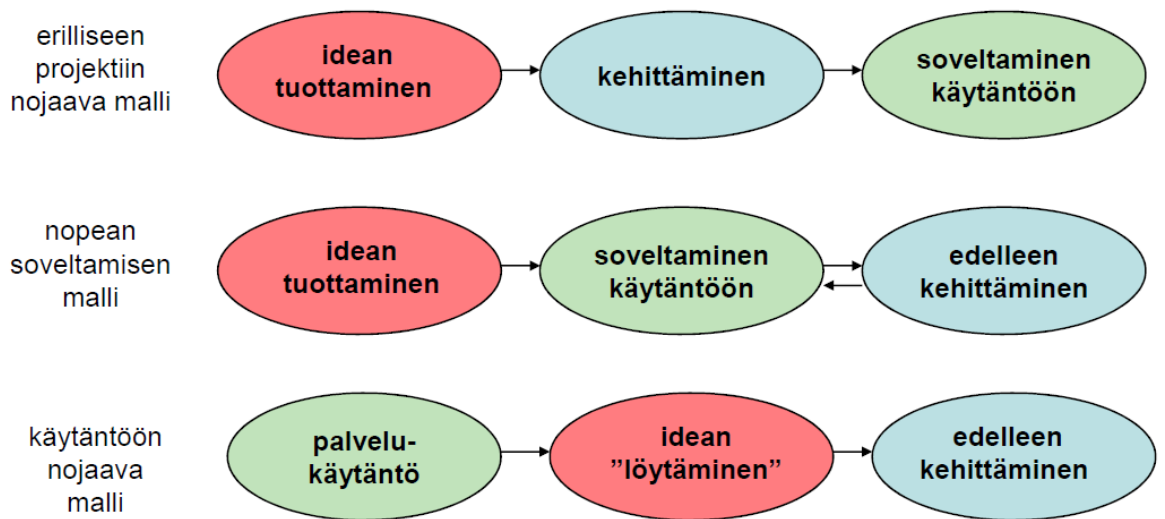 erilliseen
projektiin
nojaava malli
idean
tuottaminen
kehittäminen
soveltaminen
käytäntöön
nopean
soveltamisen
malli
idean
tuottaminen
soveltaminen
käytäntöön
edelleen
kehittäminen
käytäntöön
nojaava
malli
palvelu-
käytäntö
idean
”löytäminen”
edelleen
kehittäminen